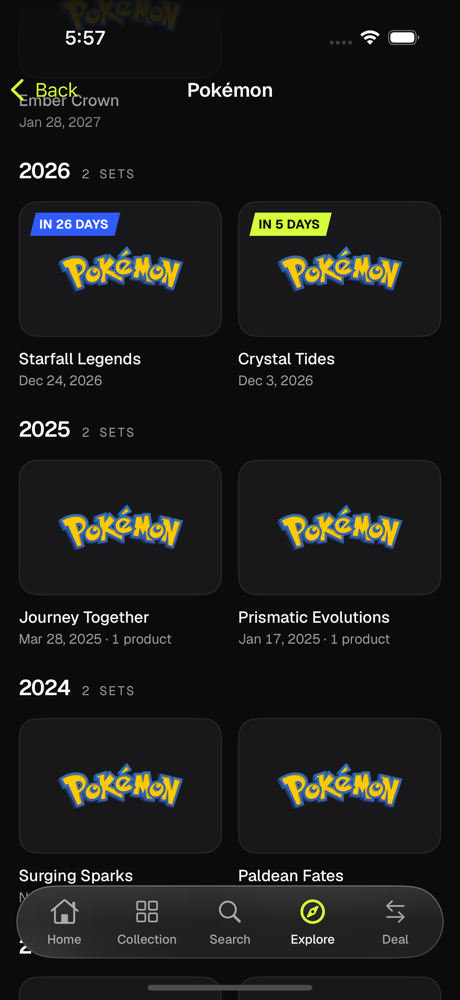 5:57
Back
Pokémon
Ember Crown
Jan 28, 2027
2026 2 SETS
IN 26 DAYS
IN 5 DAYS
POKÉMON
POKÉMON
Starfall Legends
Crystal Tides
Dec 24, 2026
Dec 3, 2026
2025 2 SETS
POKÉMON
POKÉMON
Journey Together
Prismatic Evolutions
Mar 28, 2025 · 1 product
Jan 17, 2025 · 1 product
2024 2 SETS
POKÉMON
POKÉMON
Surging Sparks
Paldean Fates
Home
Collection
Search
Explore
Deal